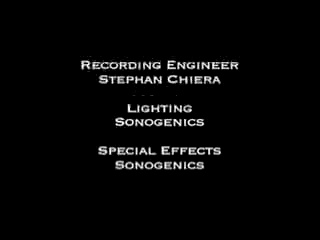 Recording Engineer
Stephan Chiera
Lighting
Sonogenics
Special Effects
Sonogenics